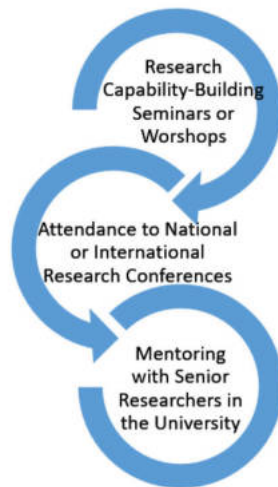 Research
Capability-Building
Seminars or
Worshops
Attendance to National
or International
Research Conferences
Mentoring
with Senior
Researchers in
the University